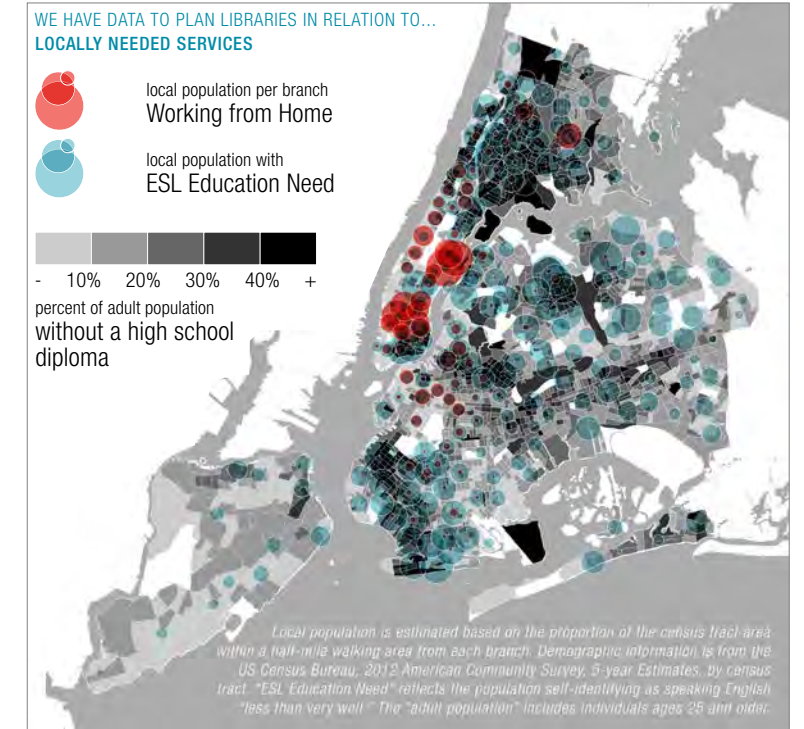 WE HAVE DATA TO PLAN LIBRARIES IN RELATION TO...
LOCALLY NEEDED SERVICES
local population per branch
Working from Home
local population with
ESL Education Need
- 10% 20% 30% 40% +
percent of adult population
without a high school
diploma
Local population is estimated based on the proportion of the census tract area
within a half-mile walking area from each branch. Demographic information is from the
US Census Bureau, 2012 American Community Survey, 5-year Estimates, by census
tract. "ESL Education Need" reflects the population self-identifying as speaking English
"less than very well." The "adult population" includes individuals ages 25 and older.